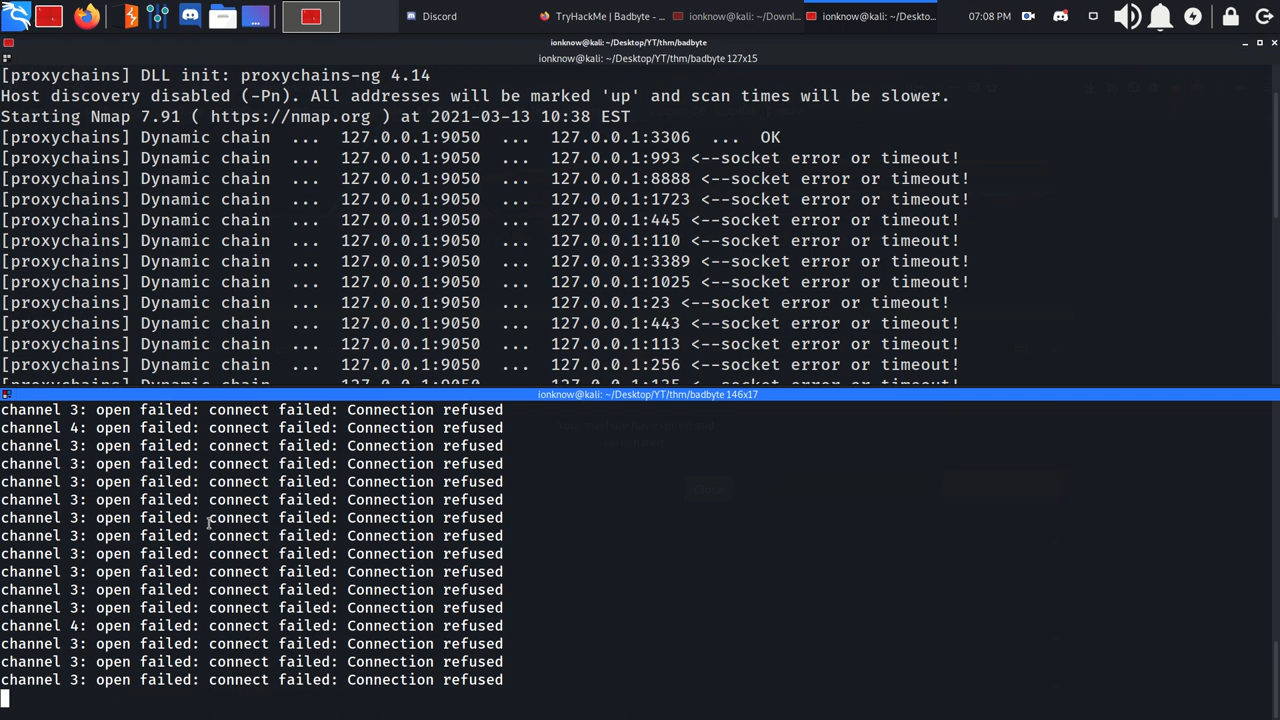 Discord
TryHackMe | Badbyte - ...
ionknow@kali: ~/Downl...
ionknow@kali: ~/Deskto...
07:08 PM
ionknow@kali: ~/Desktop/YT/thm/badbyte
ionknow@kali: ~/Desktop/YT/thm/badbyte 127x15
[proxychains] DLL init: proxychains-ng 4.14
Host discovery disabled (-Pn). All addresses will be marked 'up' and scan times will be slower.
Starting Nmap 7.91 ( https://nmap.org ) at 2021-03-13 10:38 EST
[proxychains] Dynamic chain  ...  127.0.0.1:9050  ...  127.0.0.1:3306  ...  OK
[proxychains] Dynamic chain  ...  127.0.0.1:9050  ...  127.0.0.1:993 <--socket error or timeout!
[proxychains] Dynamic chain  ...  127.0.0.1:9050  ...  127.0.0.1:8888 <--socket error or timeout!
[proxychains] Dynamic chain  ...  127.0.0.1:9050  ...  127.0.0.1:1723 <--socket error or timeout!
[proxychains] Dynamic chain  ...  127.0.0.1:9050  ...  127.0.0.1:445 <--socket error or timeout!
[proxychains] Dynamic chain  ...  127.0.0.1:9050  ...  127.0.0.1:110 <--socket error or timeout!
[proxychains] Dynamic chain  ...  127.0.0.1:9050  ...  127.0.0.1:3389 <--socket error or timeout!
[proxychains] Dynamic chain  ...  127.0.0.1:9050  ...  127.0.0.1:1025 <--socket error or timeout!
[proxychains] Dynamic chain  ...  127.0.0.1:9050  ...  127.0.0.1:23 <--socket error or timeout!
[proxychains] Dynamic chain  ...  127.0.0.1:9050  ...  127.0.0.1:443 <--socket error or timeout!
[proxychains] Dynamic chain  ...  127.0.0.1:9050  ...  127.0.0.1:113 <--socket error or timeout!
[proxychains] Dynamic chain  ...  127.0.0.1:9050  ...  127.0.0.1:256 <--socket error or timeout!
[proxychains] Dynamic chain  ...  127.0.0.1:9050  ...  127.0.0.1:135 <--socket error or timeout!
ionknow@kali: ~/Desktop/YT/thm/badbyte 146x17
channel 3: open failed: connect failed: Connection refused
channel 4: open failed: connect failed: Connection refused
channel 3: open failed: connect failed: Connection refused
channel 3: open failed: connect failed: Connection refused
channel 3: open failed: connect failed: Connection refused
channel 3: open failed: connect failed: Connection refused
channel 3: open failed: connect failed: Connection refused
channel 3: open failed: connect failed: Connection refused
channel 3: open failed: connect failed: Connection refused
channel 3: open failed: connect failed: Connection refused
channel 3: open failed: connect failed: Connection refused
channel 3: open failed: connect failed: Connection refused
channel 4: open failed: connect failed: Connection refused
channel 3: open failed: connect failed: Connection refused
channel 3: open failed: connect failed: Connection refused
channel 3: open failed: connect failed: Connection refused